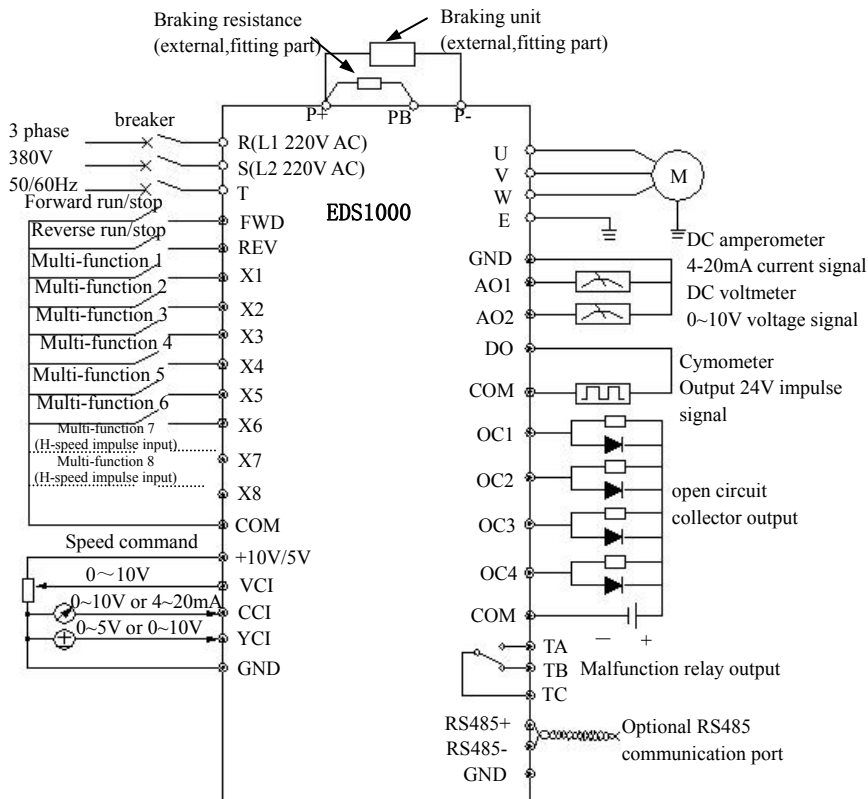 Braking resistance
(external,fitting part)
Braking unit
(external,fitting part)
P+
PB
P-
3 phase
380V
50/60Hz
breaker
R(L1 220V AC)
S(L2 220V AC)
T
Forward run/stop
FWD
Reverse run/stop
REV
Multi-function 1
X1
Multi-function 2
X2
Multi-function 3
X3
Multi-function 4
X4
Multi-function 5
X5
Multi-function 6
X6
Multi-function 7
(H-speed impulse input)
X7
Multi-function 8
(H-speed impulse input)
X8
COM
Speed command
+10V/5V
0～10V
VCI
0~10V or 4~20mA
CCI
0~5V or 0~10V
YCI
GND
EDS1000
U
V
W
E
M
GND
AO1
AO2
DC amperometer
4-20mA current signal
DC voltmeter
0~10V voltage signal
DO
COM
Cymometer
Output 24V impulse
signal
OC1
OC2
OC3
OC4
open circuit
collector output
COM
— +
TA
TB
TC
Malfunction relay output
RS485+
RS485-
GND
Optional RS485
communication port